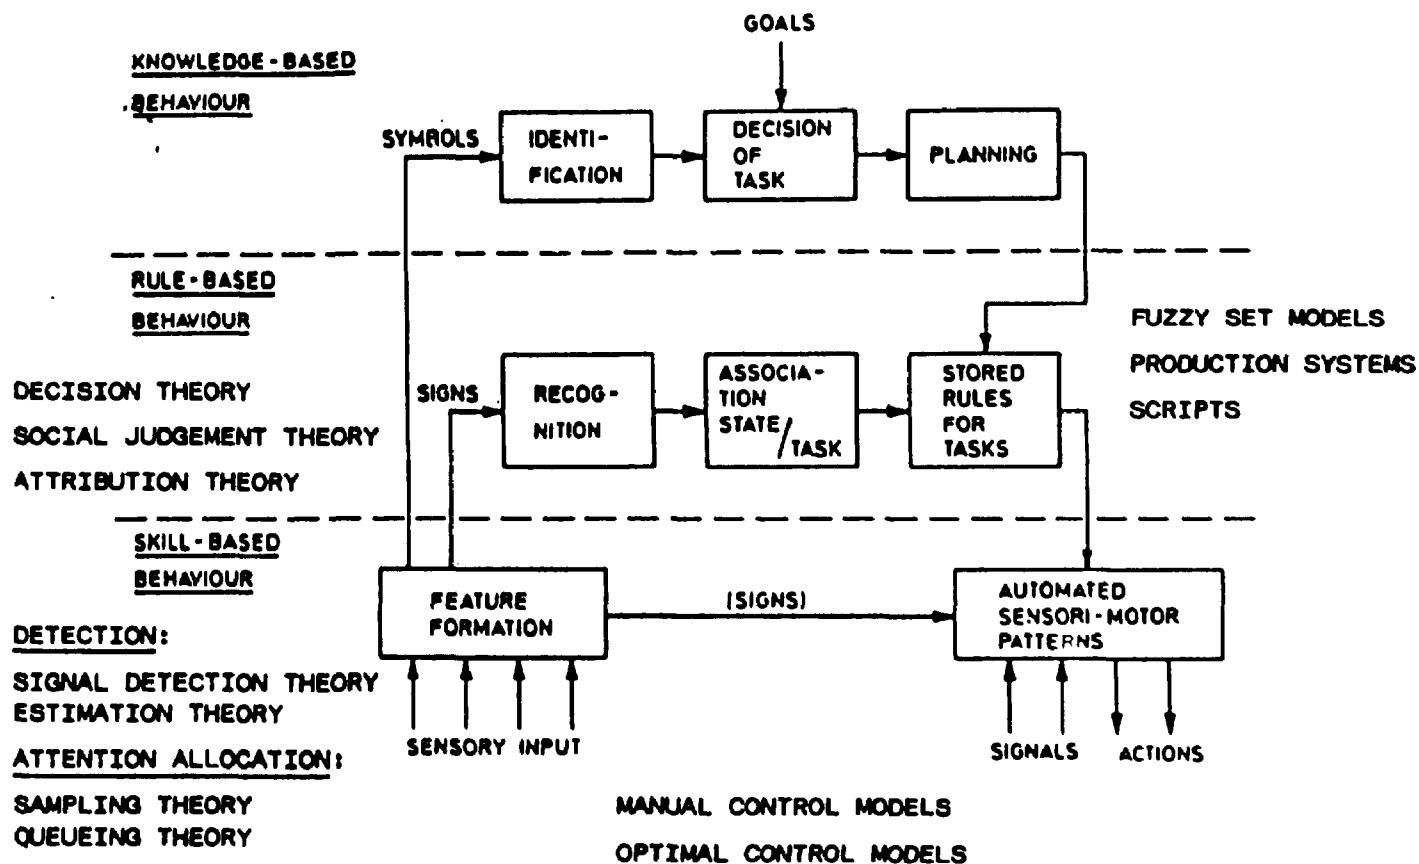 GOALS
KNOWLEDGE-BASED
BEHAVIOUR
SYMBOLS
IDENTI-
FICATION
DECISION
OF
TASK
PLANNING
RULE-BASED
BEHAVIOUR
FUZZY SET MODELS
PRODUCTION SYSTEMS
SCRIPTS
DECISION THEORY
SOCIAL JUDGEMENT THEORY
ATTRIBUTION THEORY
SIGNS
RECOG-
NITION
ASSOCIA-
TION
STATE/
TASK
STORED
RULES
FOR
TASKS
SKILL-BASED
BEHAVIOUR
FEATURE
FORMATION
(SIGNS)
AUTOMATED
SENSORI-MOTOR
PATTERNS
DETECTION:
SIGNAL DETECTION THEORY
ESTIMATION THEORY
ATTENTION ALLOCATION:
SAMPLING THEORY
QUEUEING THEORY
SENSORY INPUT
SIGNALS
ACTIONS
MANUAL CONTROL MODELS
OPTIMAL CONTROL MODELS